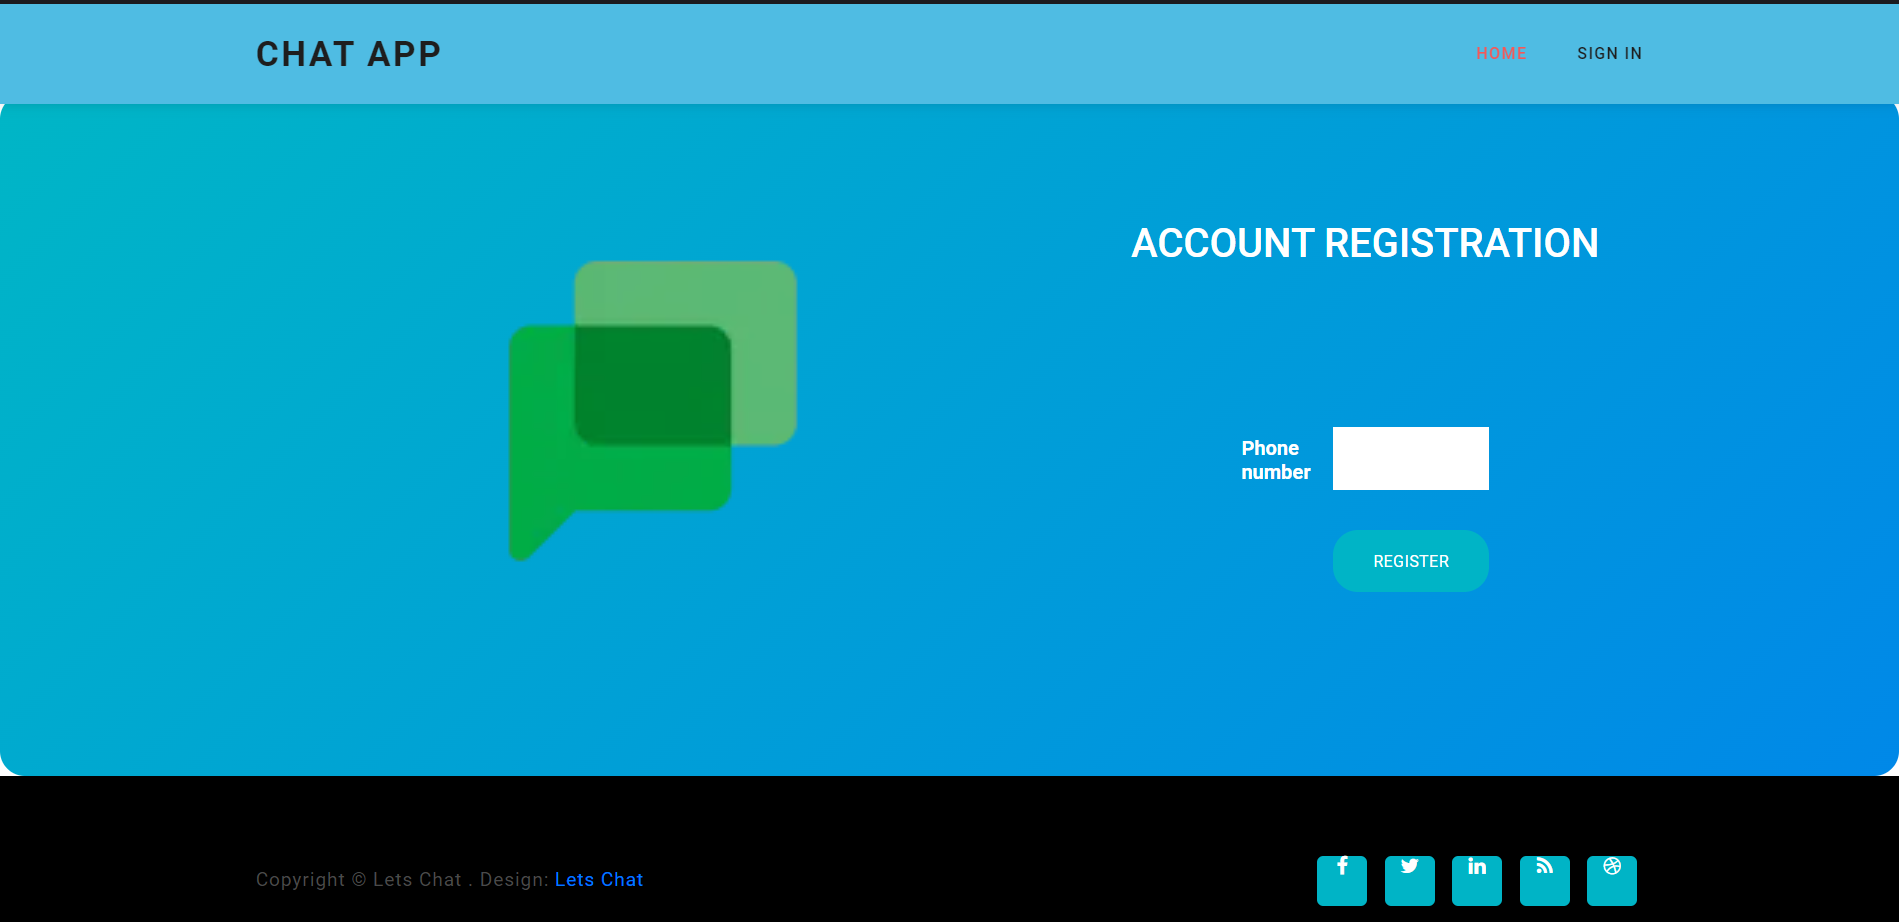 CHAT APP
HOME
SIGN IN
ACCOUNT REGISTRATION
Phone
number
REGISTER
Copyright © Lets Chat . Design: Lets Chat